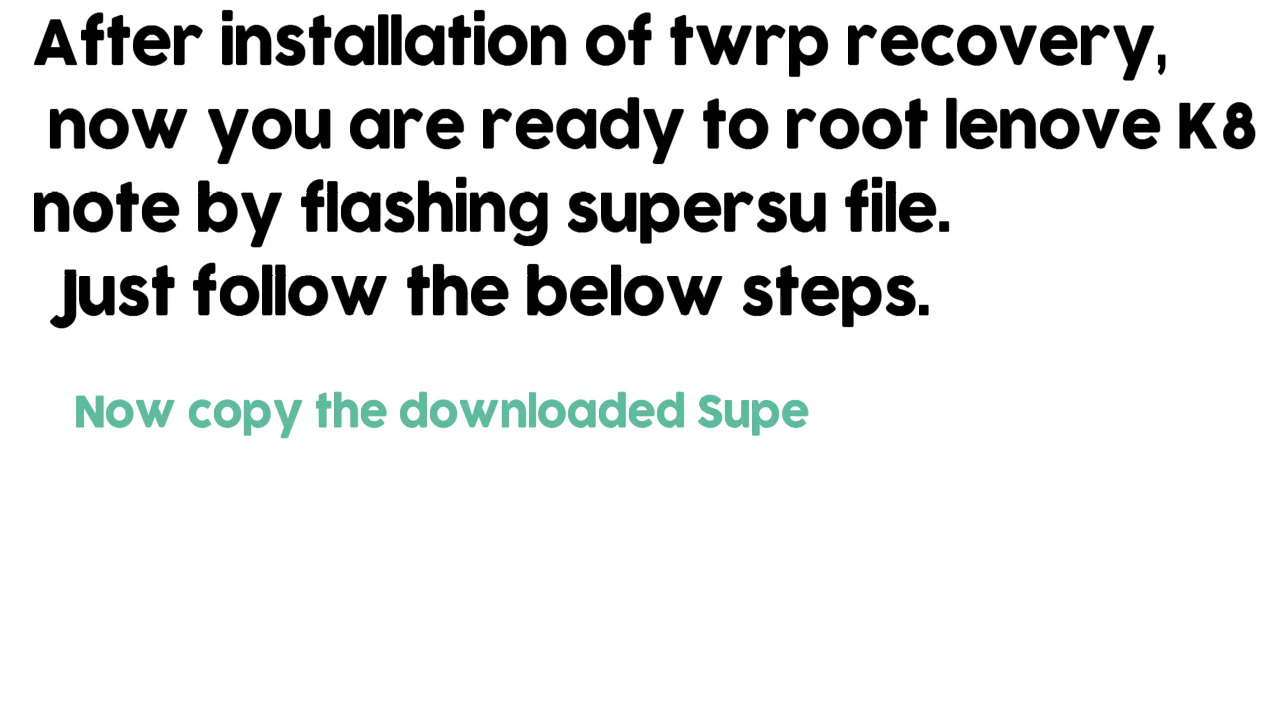 After installation of twrp recovery,
now you are ready to root lenove K8
note by flashing supersu file.
Just follow the below steps.
Now copy the downloaded Supe